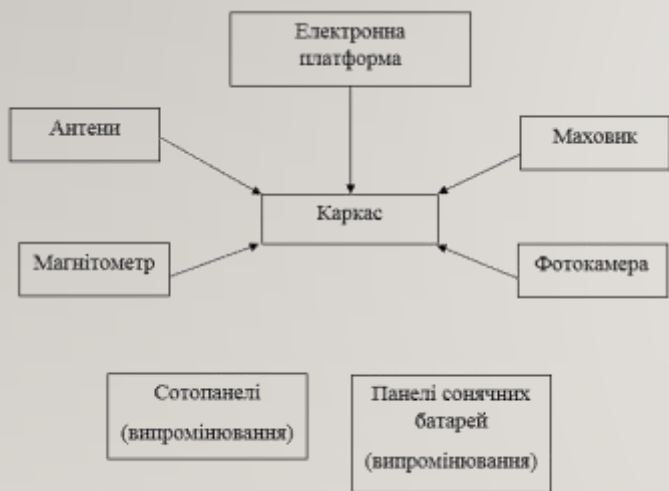 Електронна
платформа
Антени
Маховик
Каркас
Магнітометр
Фотокамера
Сотопанелі
(випромінювання)
Панелі сонячних
батарей
(випромінювання)